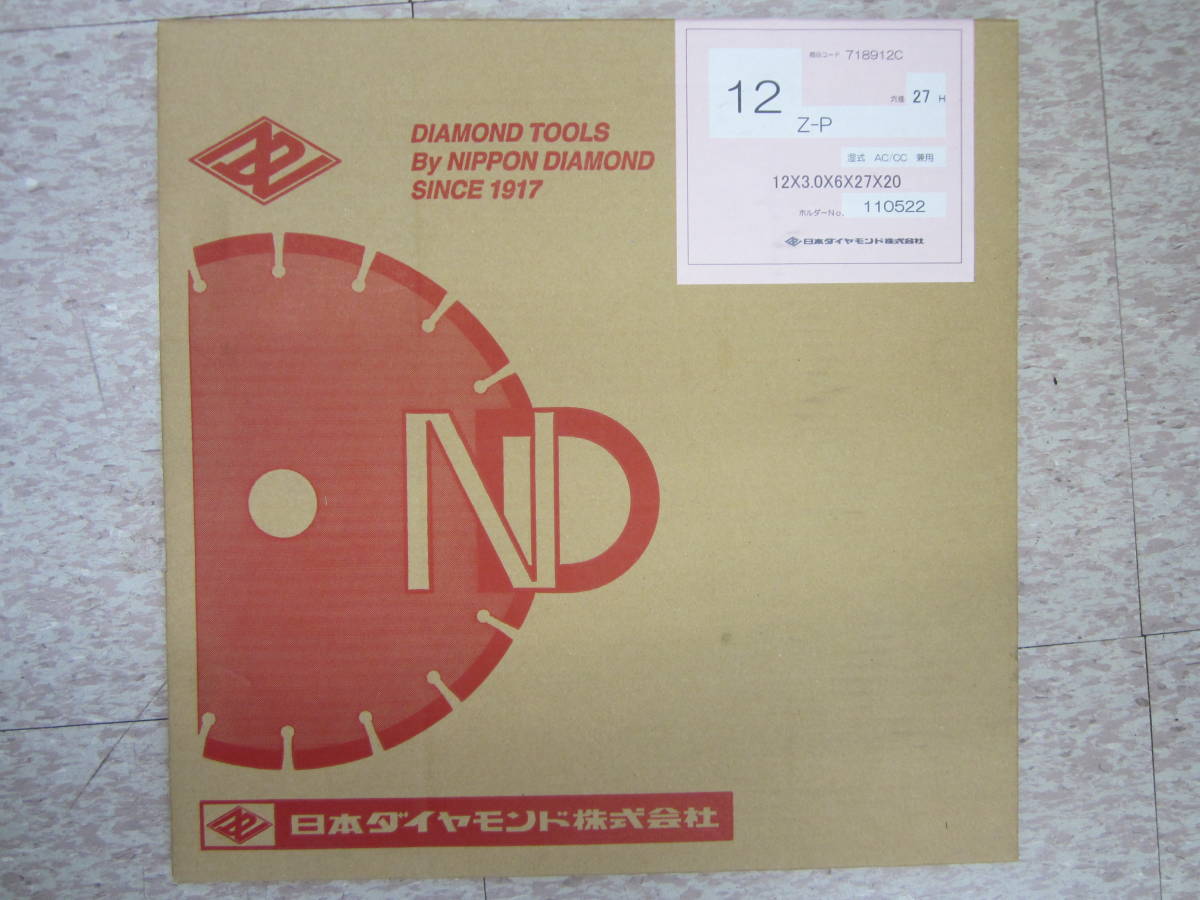 DIAMOND TOOLS
By NIPPON DIAMOND
SINCE 1917
商品コード 718912C
12
穴径 27 H
Z-P
湿式 AC/CC 兼用
12X3.0X6X27X20
ホルダーNo. 110522
日本ダイヤモンド株式会社
ND
日本ダイヤモンド株式会社